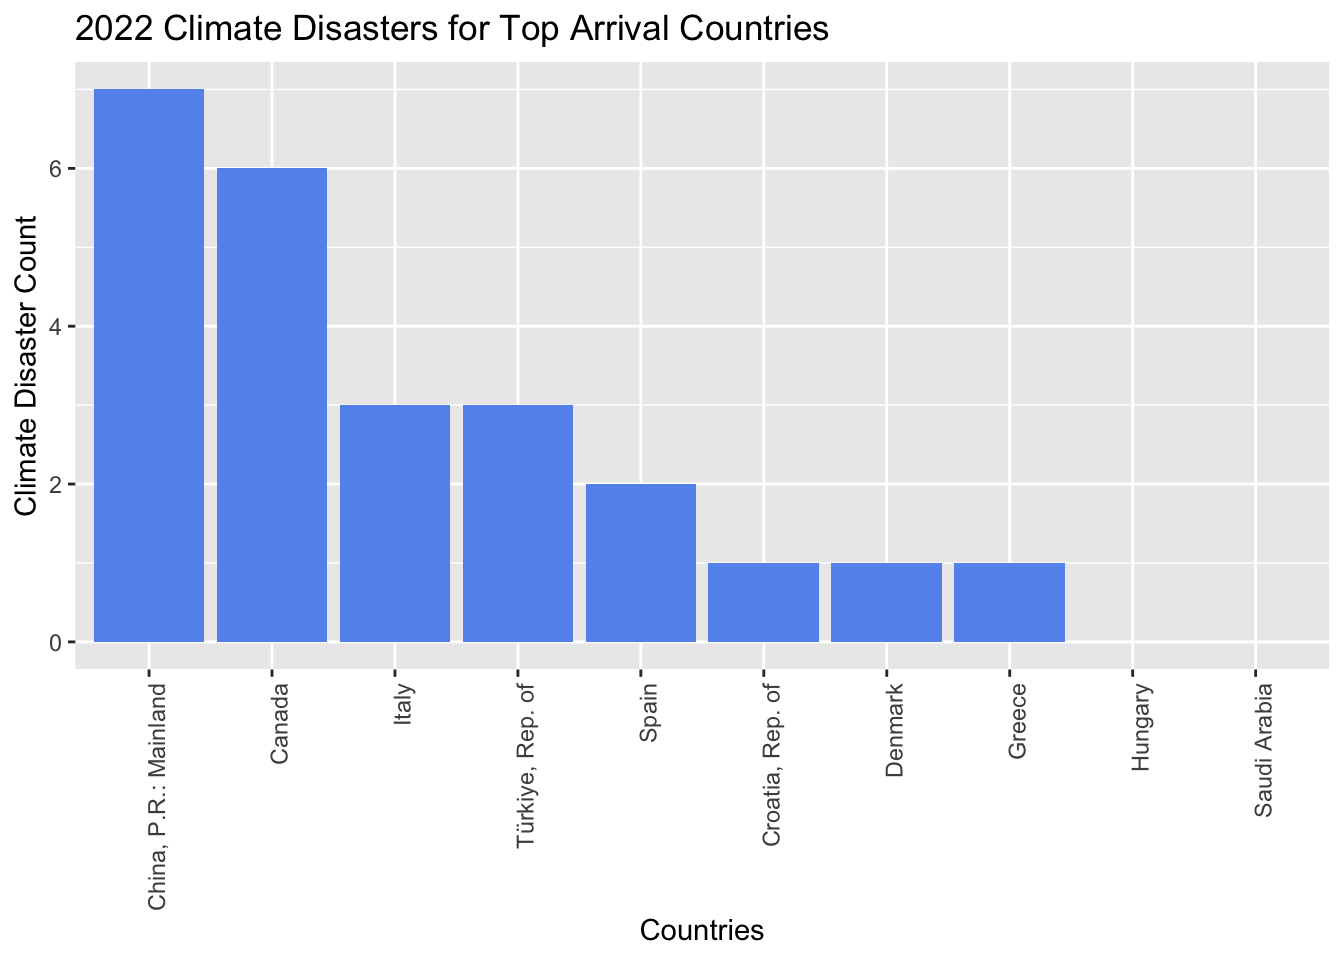 2022 Climate Disasters for Top Arrival Countries
Climate Disaster Count
6
4
2
0
China, P.R.: Mainland
Canada
Italy
Türkiye, Rep. of
Spain
Croatia, Rep. of
Denmark
Greece
Hungary
Saudi Arabia
Countries